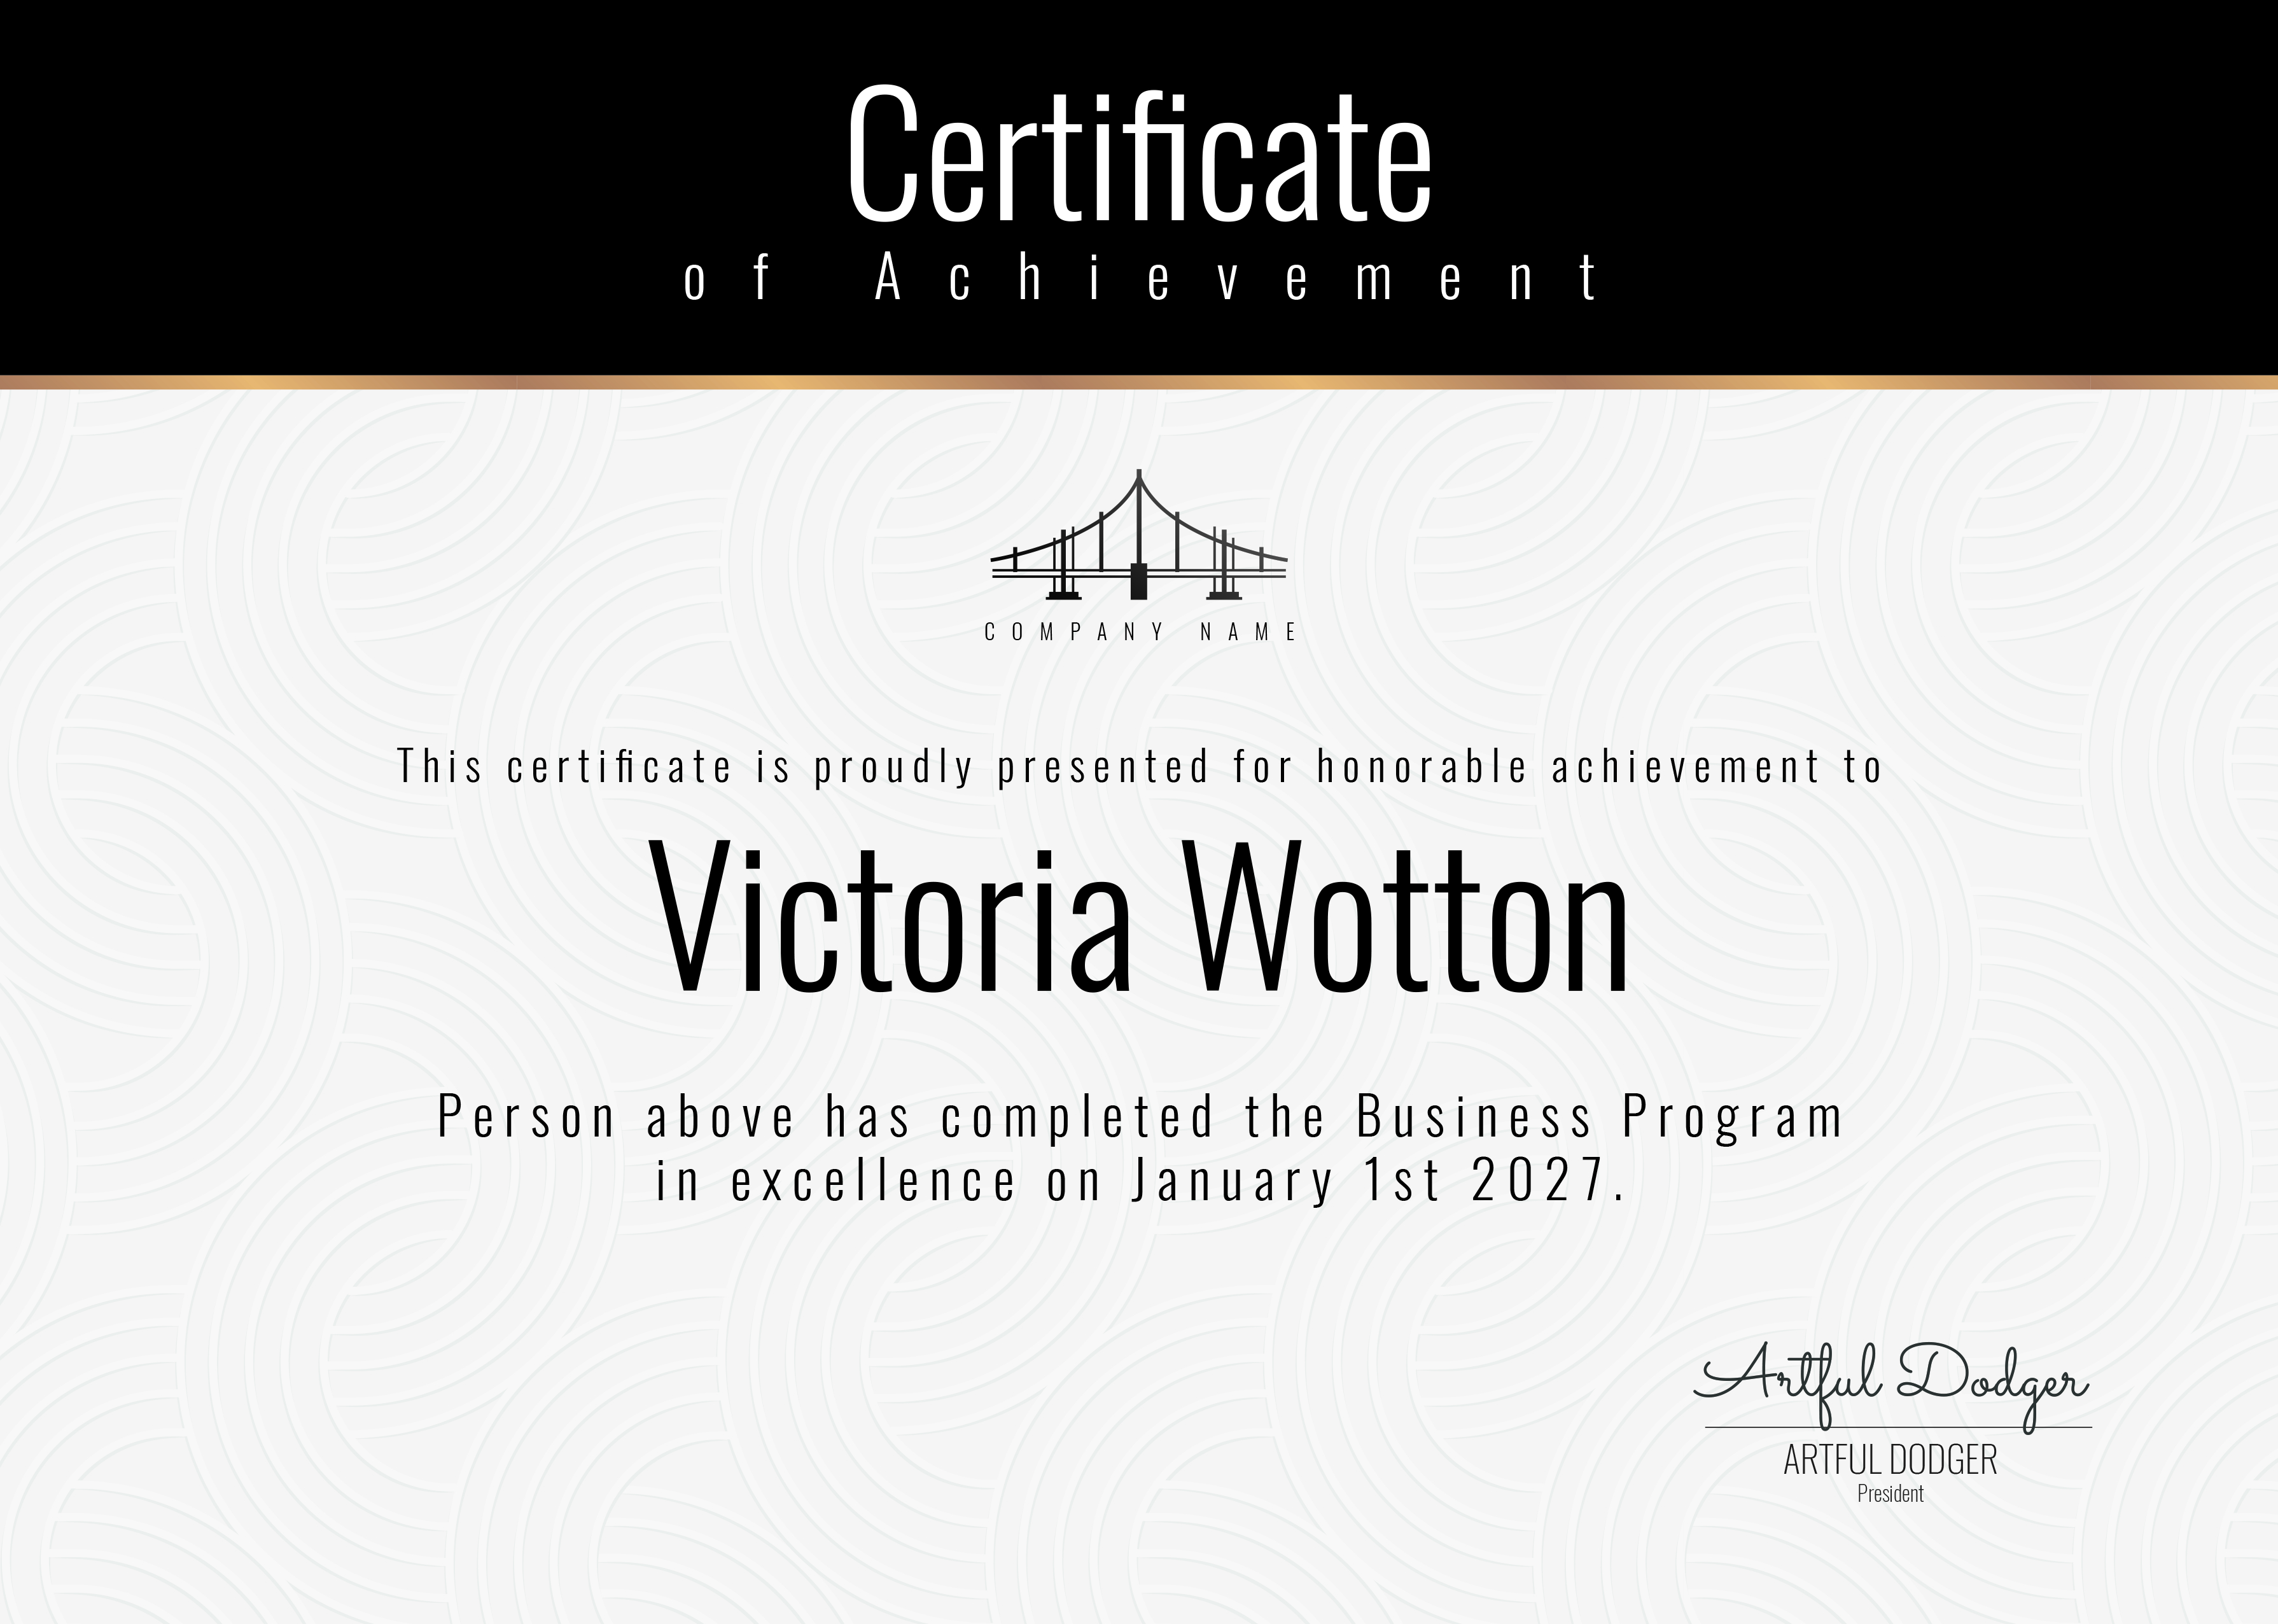 Certificate
of Achievement
COMPANY NAME
This certificate is proudly presented for honorable achievement to
Victoria Wotton
Person above has completed the Business Program
in excellence on January 1st 2027.
Artful Dodger
ARTFUL DODGER
President